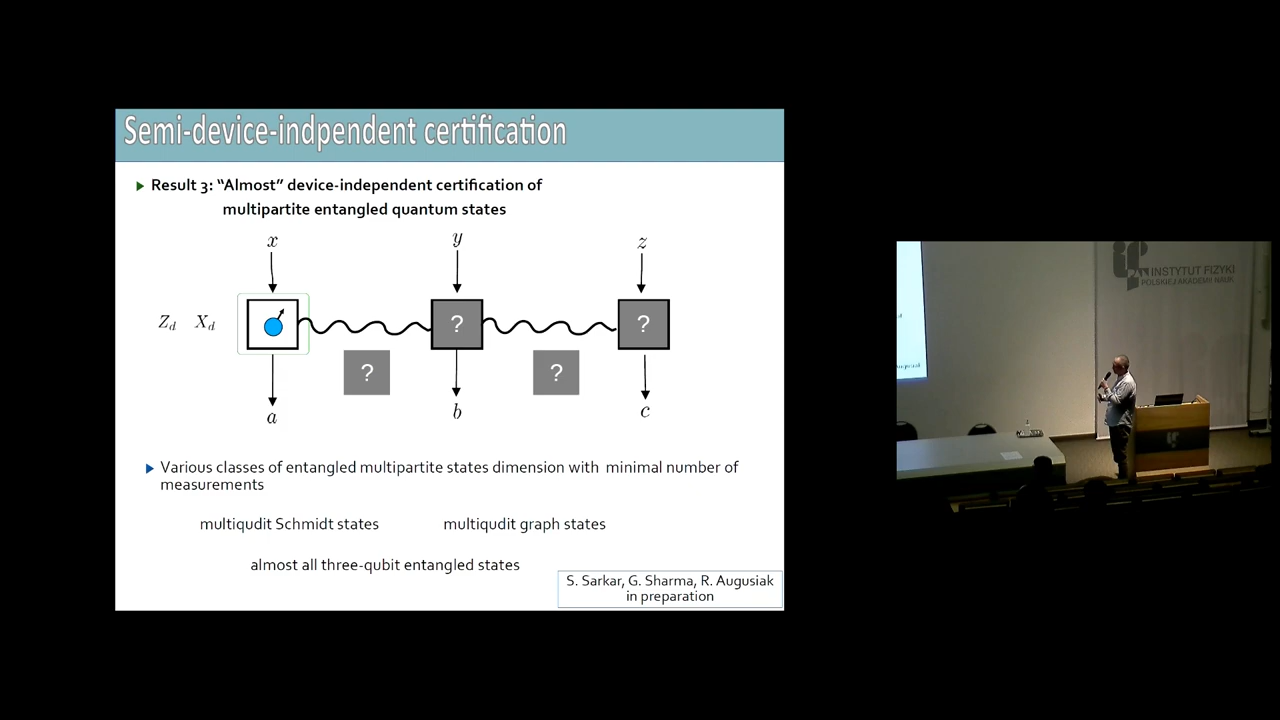 Semi-device-indpendent certification
Result 3: “Almost” device-independent certification of
multipartite entangled quantum states
x y z
Z_d X_d
? ?
? ?
a b c
Various classes of entangled multipartite states dimension with minimal number of
measurements
multiqudit Schmidt states multiqudit graph states
almost all three-qubit entangled states
S. Sarkar, G. Sharma, R. Augusiak
in preparation
INSTYTUT FIZYKI
POLSKIEJ AKADEMII NAUK